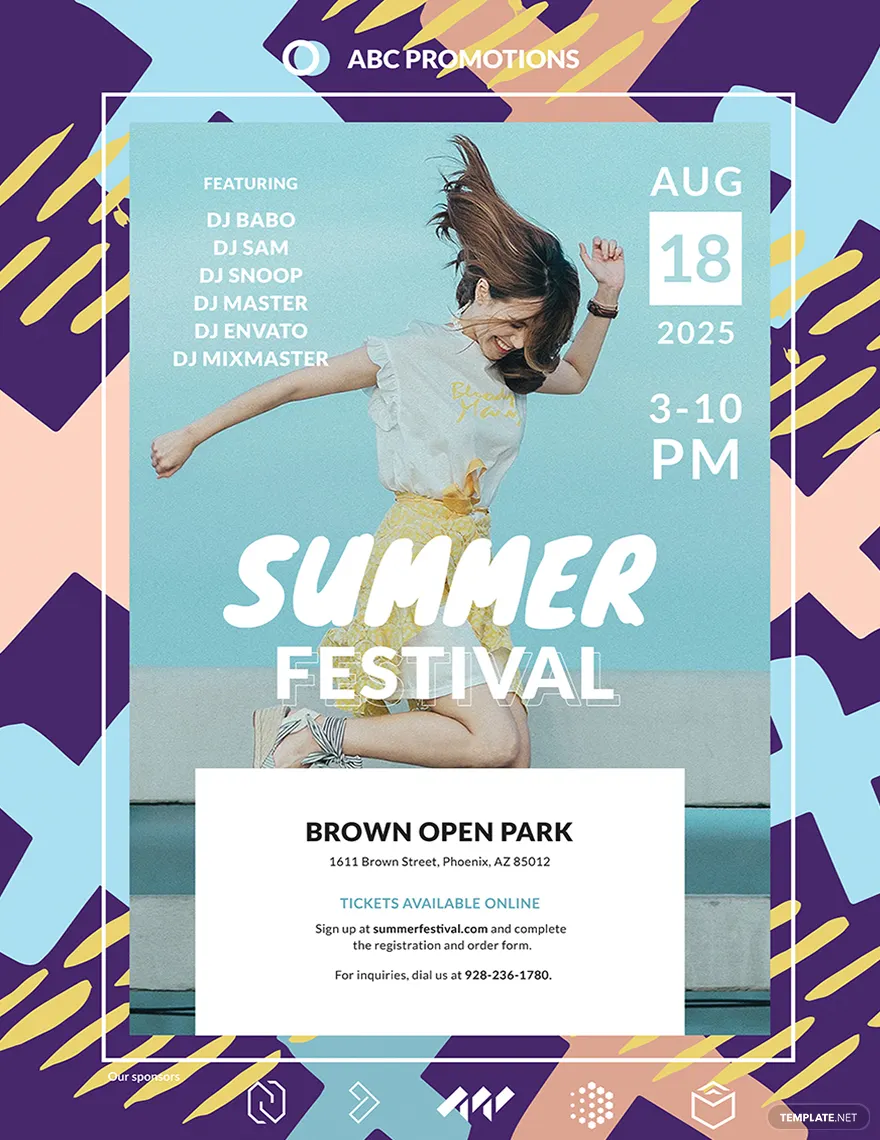 ABC PROMOTIONS
FEATURING
DJ BABO
DJ SAM
DJ SNOOP
DJ MASTER
DJ ENVATO
DJ MIXMASTER
AUG
18
2025
3-10
PM
SUMMER
FESTIVAL
BROWN OPEN PARK
1611 Brown Street, Phoenix, AZ 85012
TICKETS AVAILABLE ONLINE
Sign up at summerfestival.com and complete
the registration and order form.
For inquiries, dial us at 928-236-1780.
Our sponsors
TEMPLATE.NET